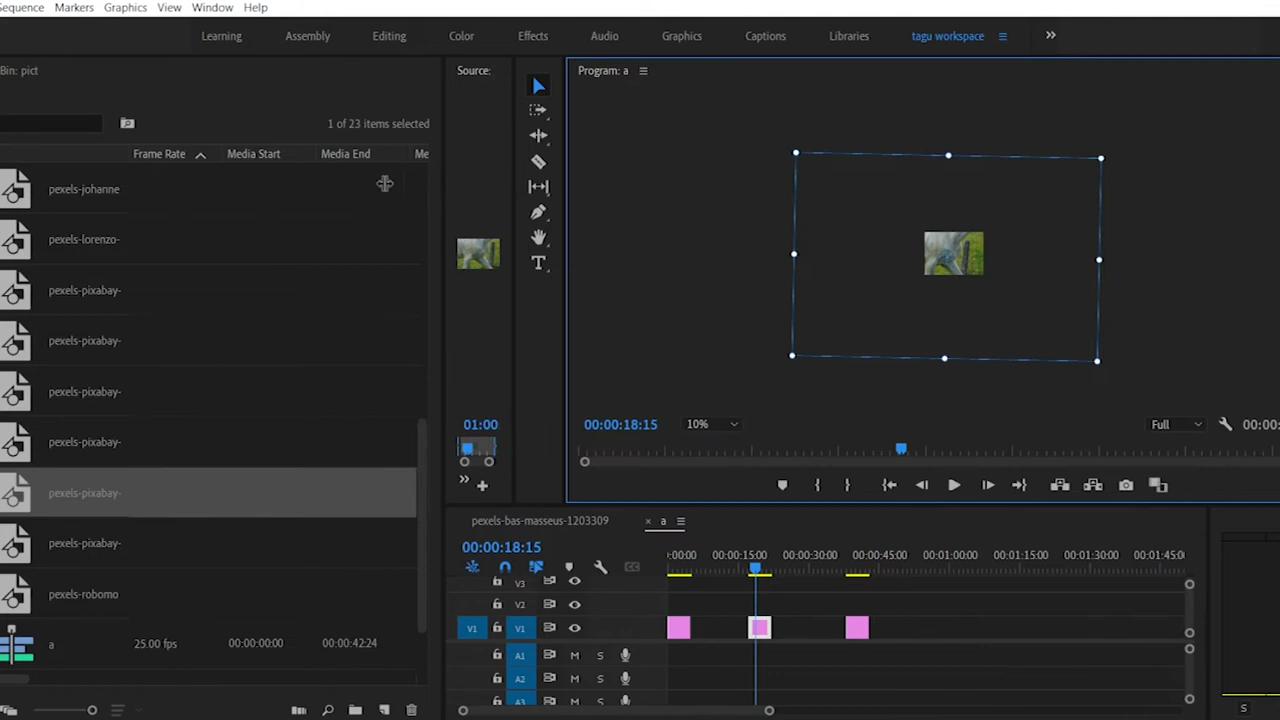 Sequence Markers Graphics View Window Help
Learning Assembly Editing Color Effects Audio Graphics Captions Libraries tagu workspace
Bin: pict
Source:
Program: a
1 of 23 items selected
Frame Rate Media Start Media End Me
pexels-johanne
pexels-lorenzo-
pexels-pixabay-
pexels-pixabay-
pexels-pixabay-
pexels-pixabay-
pexels-pixabay-
pexels-pixabay-
pexels-robomo
a 25.00 fps 00:00:00:00 00:00:42:24
T
01:00
00:00:18:15 10% Full 00:00:
pexels-bas-masseus-1203309 × a
00:00:18:15
:00:00 00:00:15:00 00:00:30:00 00:00:45:00 00:01:00:00 00:01:15:00 00:01:30:00 00:01:45:00
V3
V2
V1 V1
A1 M S
A2 M S
A3 M S
S